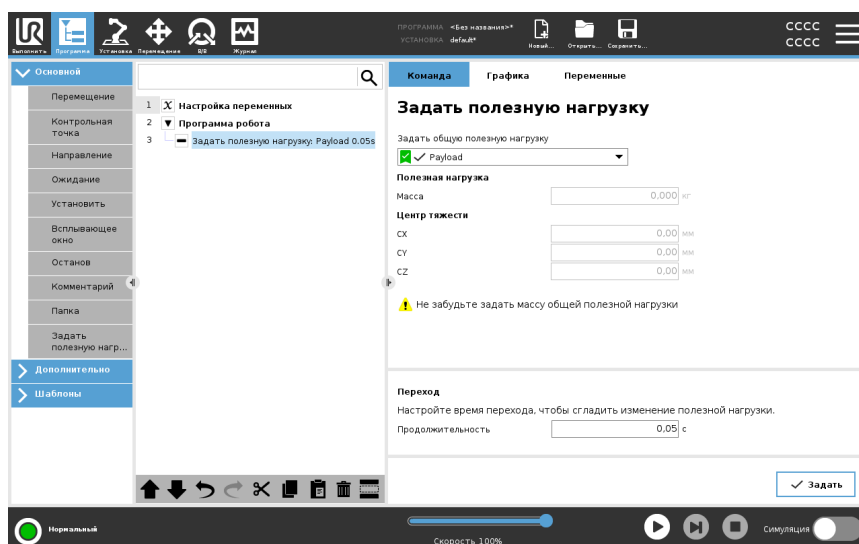 UR
Выполнить
Программа
Установка
Перемещение
В/В
Журнал
ПРОГРАММА <Без названия>*
УСТАНОВКА default*
Новый...
Открыть...
Сохранить...
CCCC
CCCC
Основной
Перемещение
Контрольная
точка
Направление
Ожидание
Установить
Всплывающее
окно
Останов
Комментарий
Папка
Задать
полезную нагр...
Дополнительно
Шаблоны
1 X Настройка переменных
2 Программа робота
3 Задать полезную нагрузку: Payload 0.05s
Команда
Графика
Переменные
Задать полезную нагрузку
Задать общую полезную нагрузку
Payload
Полезная нагрузка
Масса 0,000 кг
Центр тяжести
CX 0,00 мм
CY 0,00 мм
CZ 0,00 мм
Не забудьте задать массу общей полезной нагрузки
Переход
Настройте время перехода, чтобы сгладить изменение полезной нагрузки.
Продолжительность 0,05 с
Задать
Нормальный
Скорость 100%
Симуляция